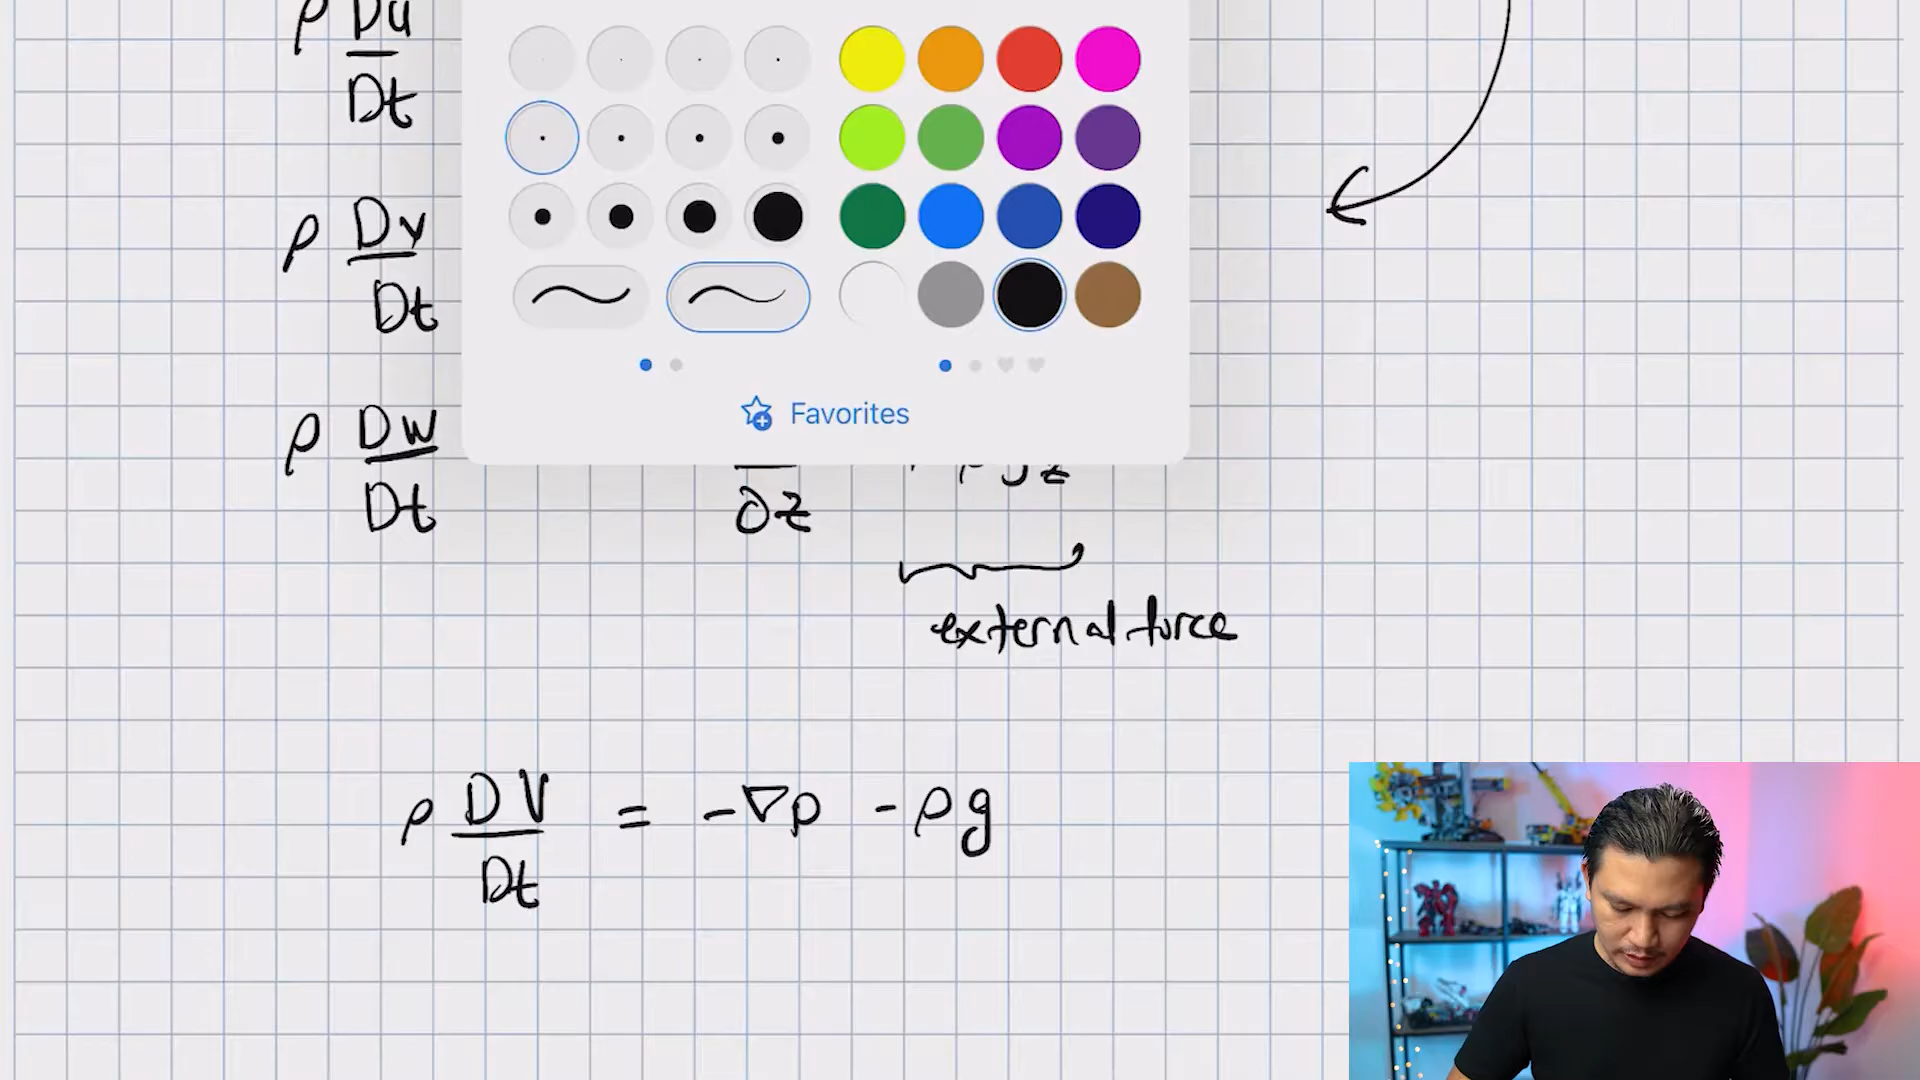 ρ Du
Dt
ρ Dv
Dt
Favorites
ρ Dw
Dt
∂z
ρ g z
external force
ρ DV = -∇p - ρg
Dt